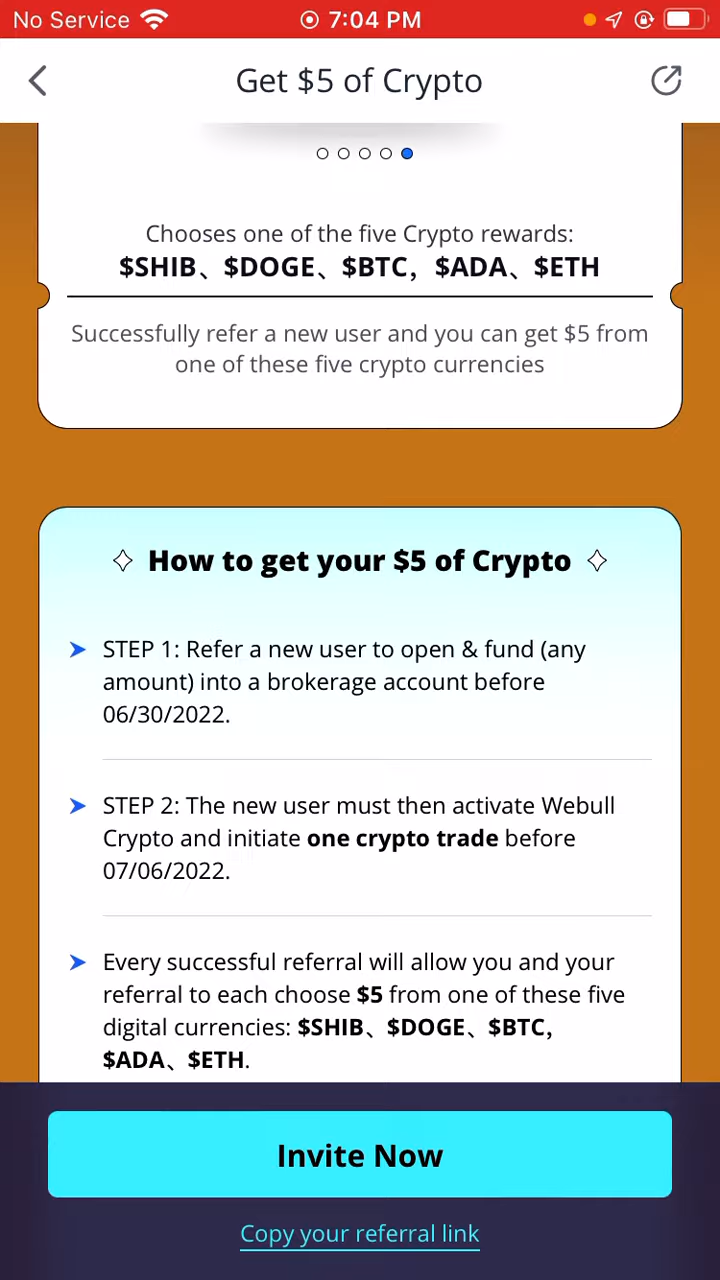 No Service
7:04 PM
Get $5 of Crypto
Chooses one of the five Crypto rewards:
$SHIB、$DOGE、$BTC，$ADA、$ETH
Successfully refer a new user and you can get $5 from
one of these five crypto currencies
How to get your $5 of Crypto
STEP 1: Refer a new user to open & fund (any
amount) into a brokerage account before
06/30/2022.
STEP 2: The new user must then activate Webull
Crypto and initiate one crypto trade before
07/06/2022.
Every successful referral will allow you and your
referral to each choose $5 from one of these five
digital currencies: $SHIB、$DOGE、$BTC，
$ADA、$ETH.
Invite Now
Copy your referral link